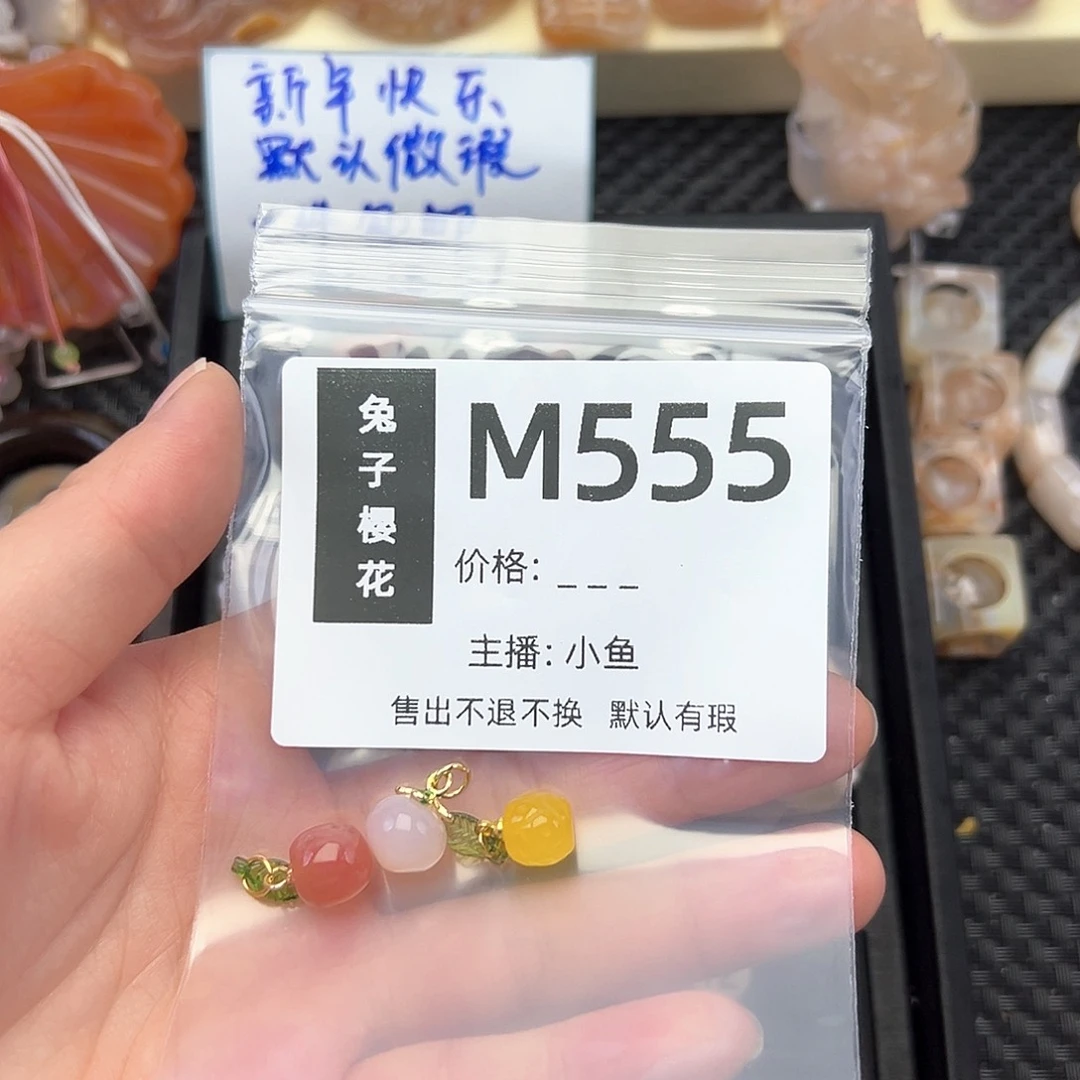 新年快乐
默认微瑕
兔子樱花
M555
价格: _ _ _
主播: 小鱼
售出不退不换 默认有瑕